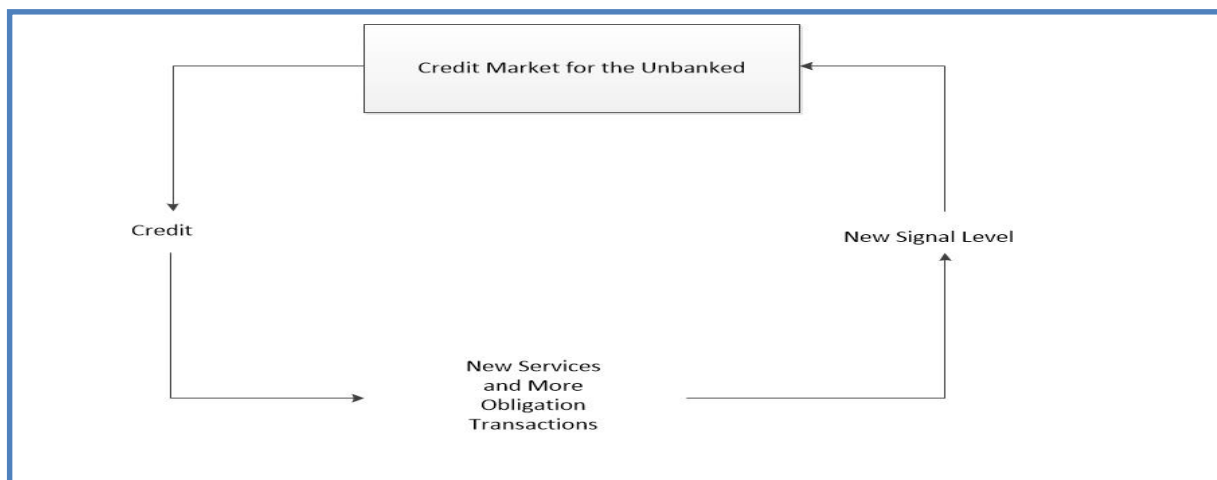 Credit Market for the Unbanked
Credit
New Signal Level
New Services
and More
Obligation
Transactions